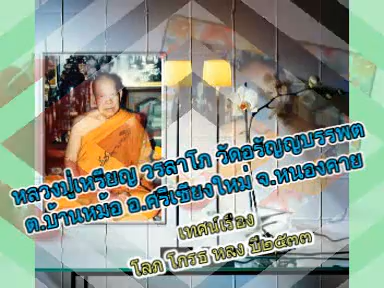 หลวงปู่เหรียญ วรลาโภ วัดอรัญญบรรพต
ต.บ้านหม้อ อ.ศรีเชียงใหม่ จ.หนองคาย
เทศน์เรื่อง
โลภ โกรธ หลง ปี๒๕๓๓